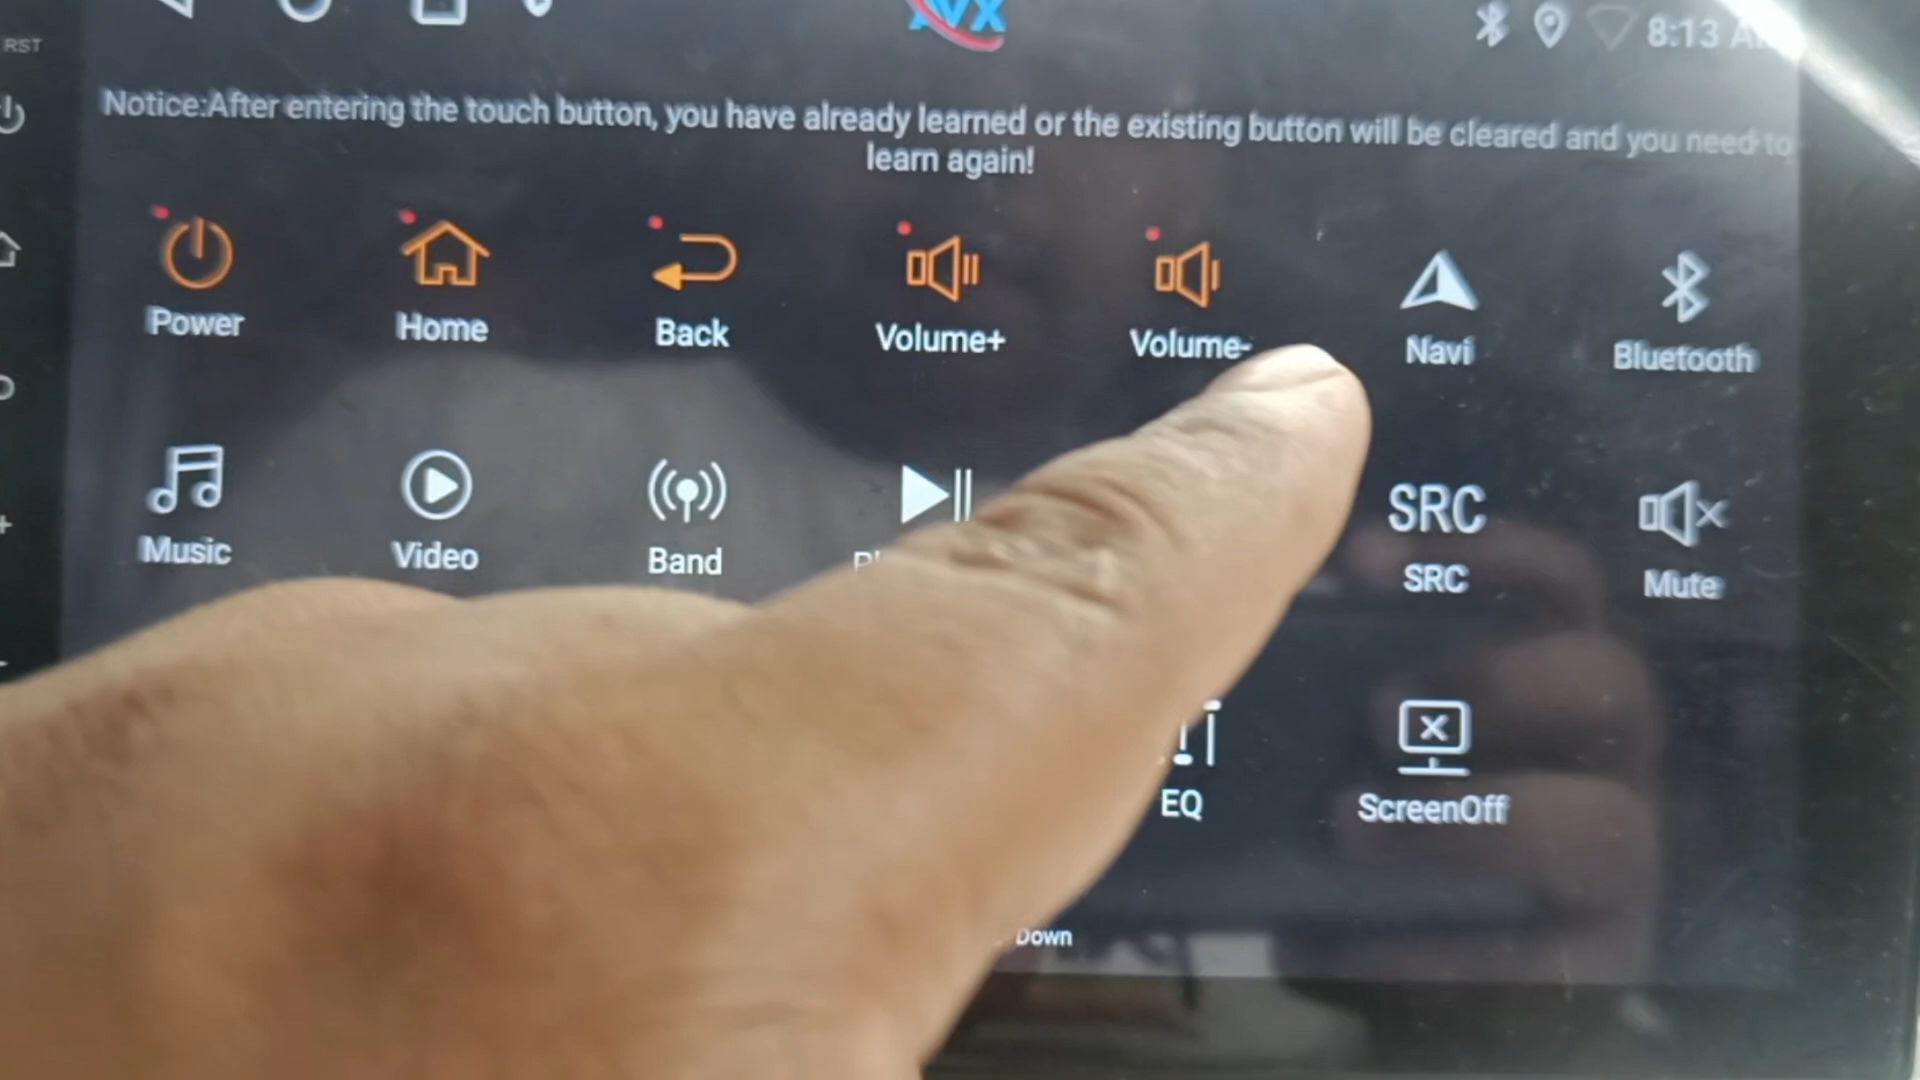 RST
AVX
8:13
Notice:After entering the touch button, you have already learned or the existing button will be cleared and you need to
learn again!
Power Home Back Volume+ Volume- Navi Bluetooth
SRC
Music Video Band SRC Mute
EQ ScreenOff
Down